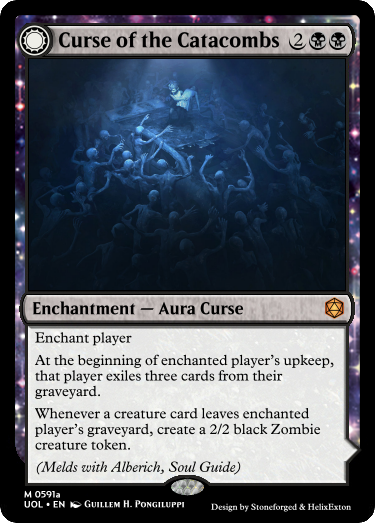 Curse of the Catacombs 2
Enchantment — Aura Curse
Enchant player
At the beginning of enchanted player's upkeep,
that player exiles three cards from their
graveyard.
Whenever a creature card leaves enchanted
player's graveyard, create a 2/2 black Zombie
creature token.
(Melds with Alberich, Soul Guide)
M 0591a
UOL • EN Guillem H. Pongiluppi
Design by Stoneforged & HelixExton